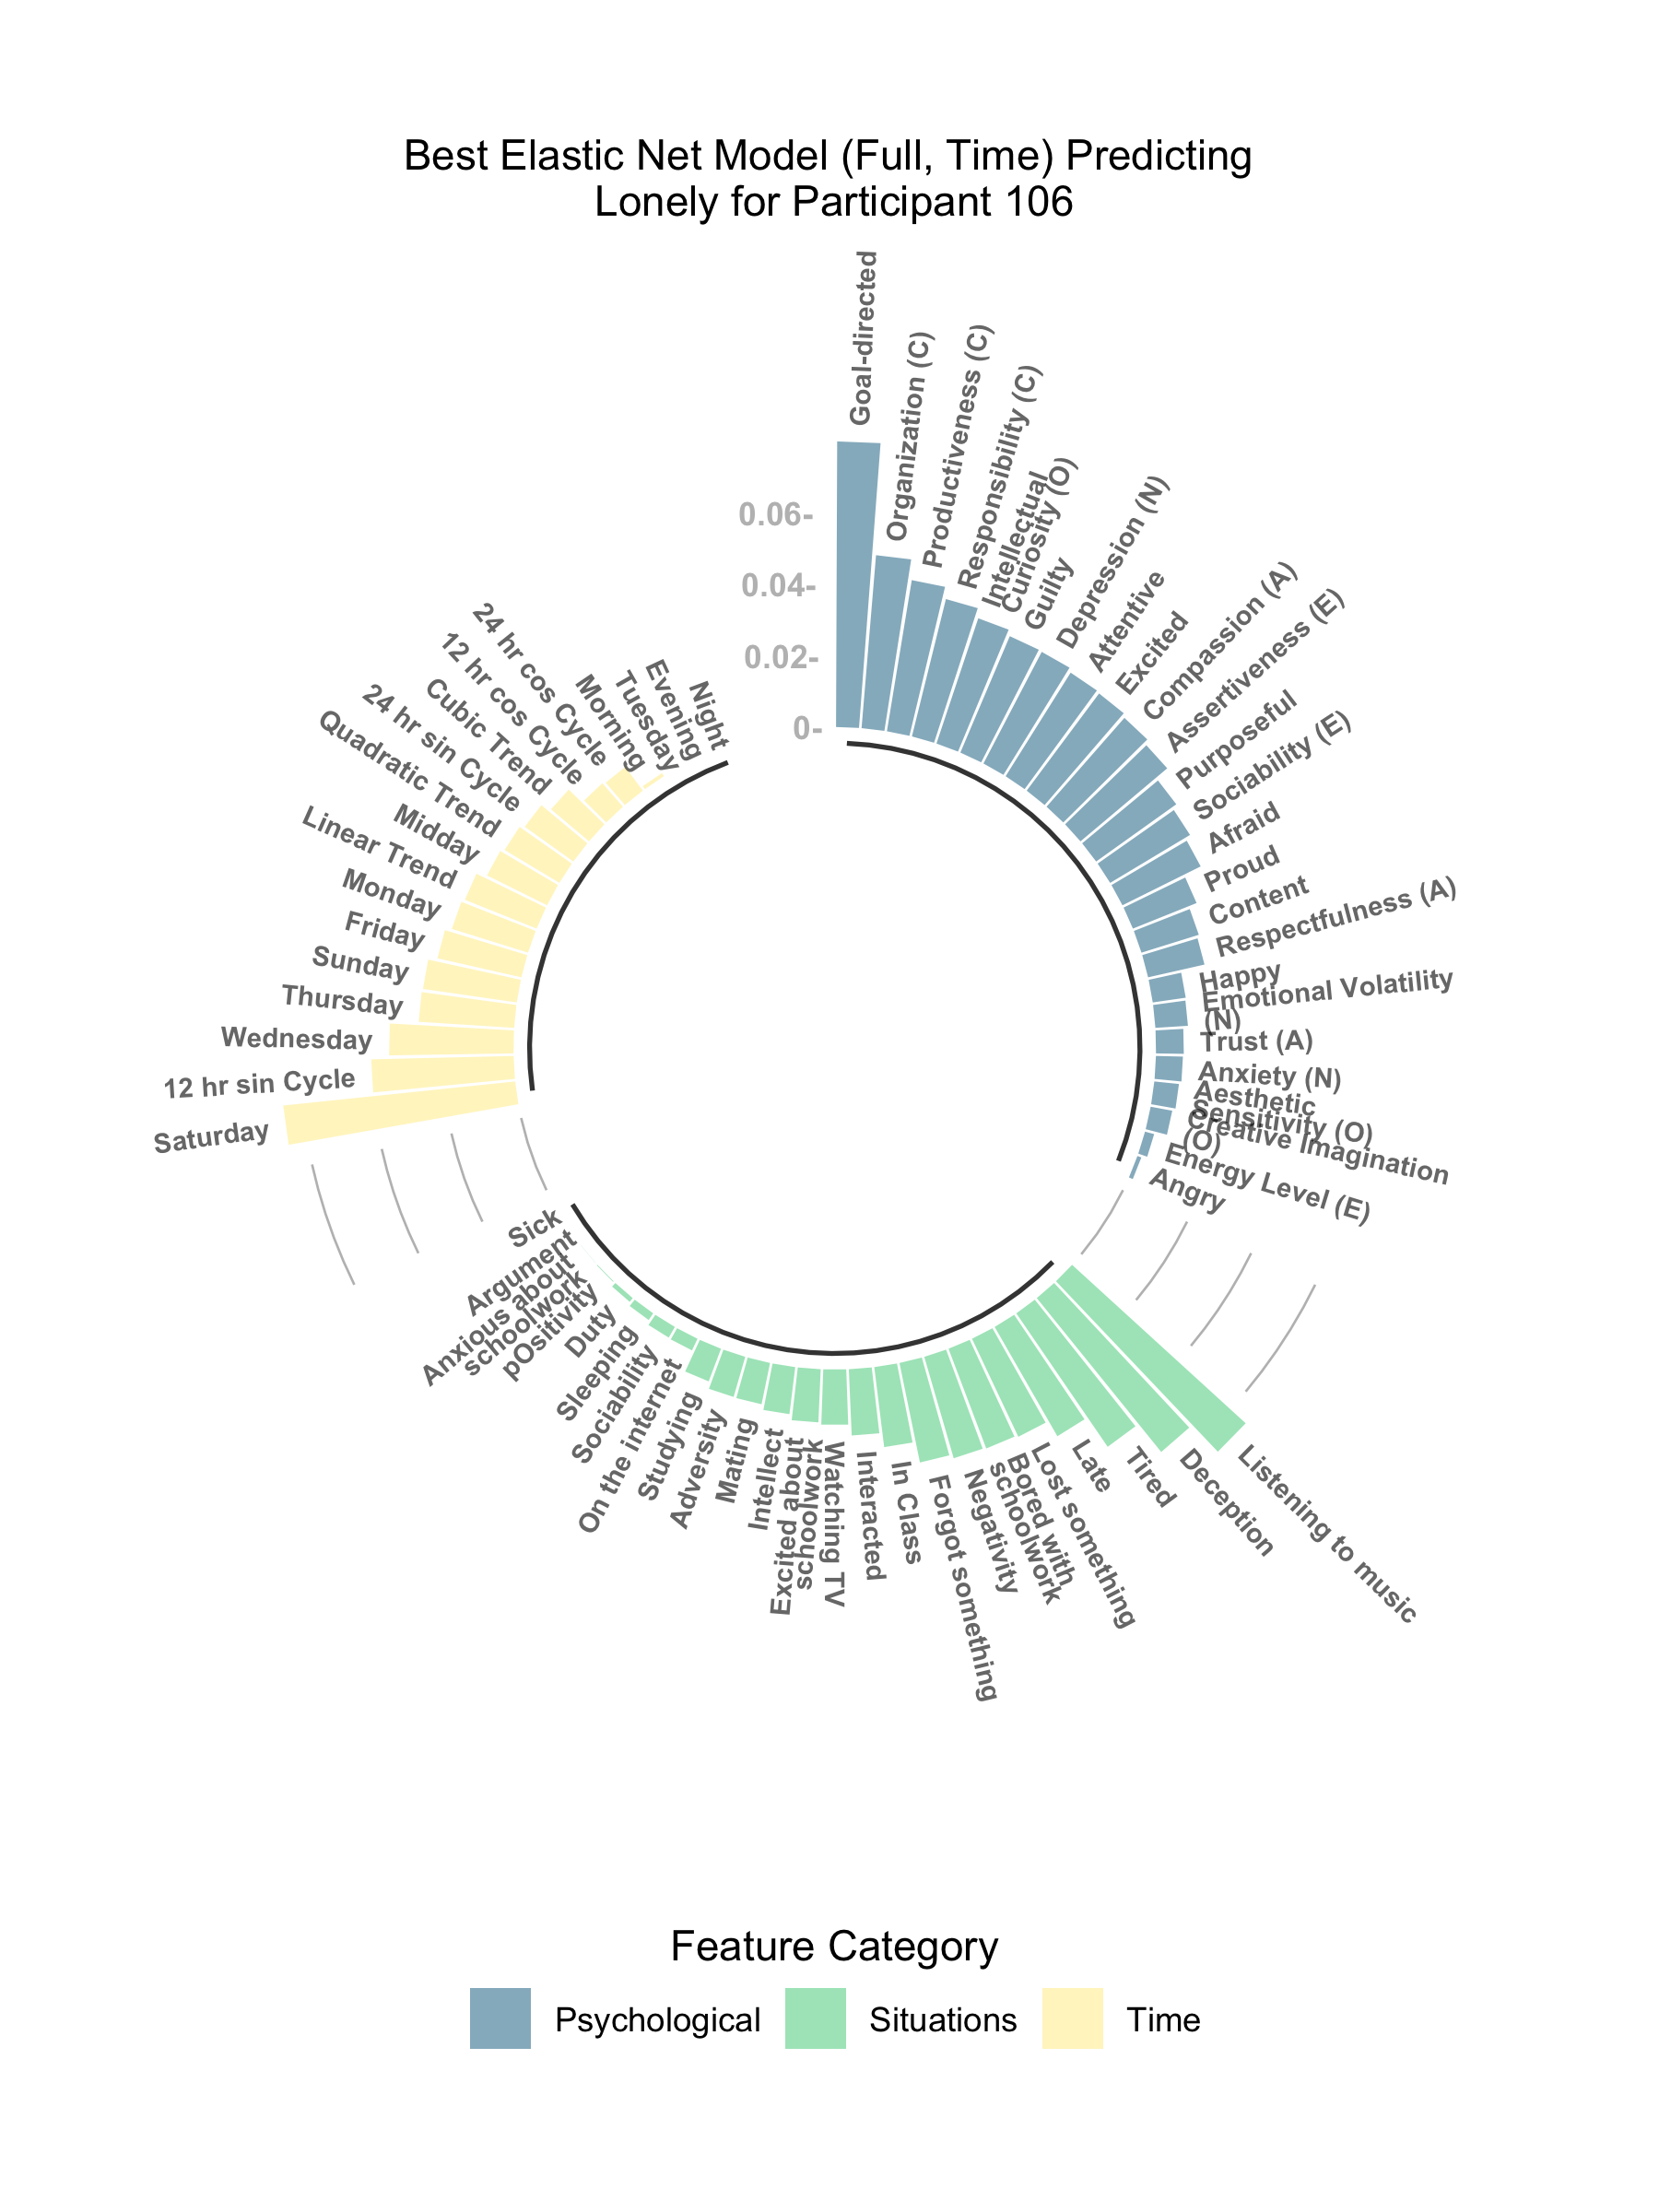 Best Elastic Net Model (Full, Time) Predicting
Lonely for Participant 106
0.06-
0.04-
0.02-
0-
Goal-directed
Organization (C)
Productiveness (C)
Responsibility (C)
Intellectual
Curiosity (O)
Guilty
Depression (N)
Attentive
Excited
Compassion (A)
Assertiveness (E)
Purposeful
Sociability (E)
Afraid
Proud
Content
Respectfulness (A)
Happy
Emotional Volatility
(N)
Trust (A)
Anxiety (N)
Aesthetic
Sensitivity (O)
Creative Imagination
(O)
Energy Level (E)
Angry
Listening to music
Deception
Tired
Late
Lost something
Bored with
schoolwork
Negativity
Forgot something
In Class
Interacted
Watching TV
Excited about
schoolwork
Intellect
Mating
Adversity
Studying
On the internet
Sociability
Sleeping
Duty
pOsitivity
Anxious about
schoolwork
Argument
Sick
Saturday
12 hr sin Cycle
Wednesday
Thursday
Sunday
Friday
Monday
Linear Trend
Midday
Quadratic Trend
24 hr sin Cycle
Cubic Trend
12 hr cos Cycle
24 hr cos Cycle
Morning
Tuesday
Evening
Night
Feature Category
Psychological
Situations
Time